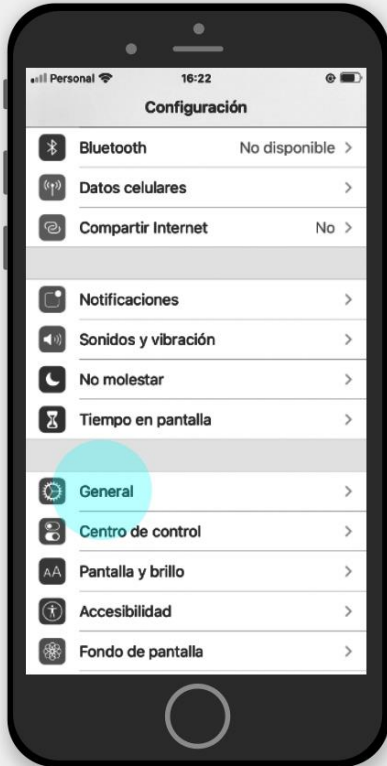 Personal 16:22
Configuración
Bluetooth No disponible
Datos celulares
Compartir Internet No
Notificaciones
Sonidos y vibración
No molestar
Tiempo en pantalla
General
Centro de control
AA Pantalla y brillo
Accesibilidad
Fondo de pantalla